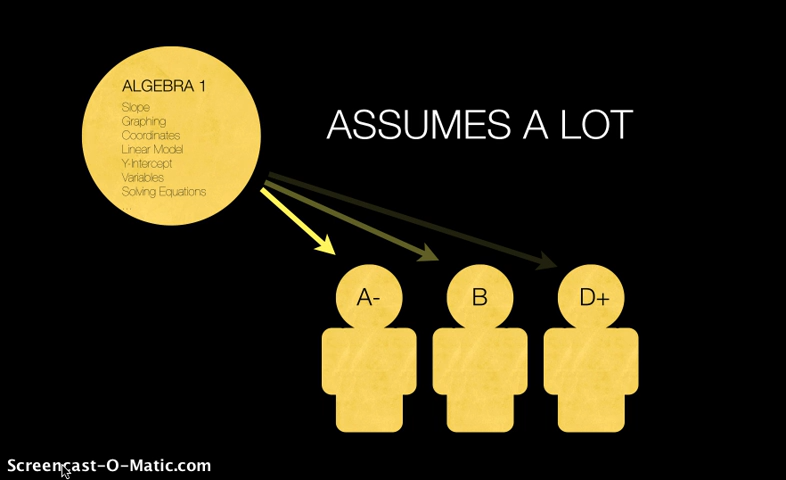 ALGEBRA 1
Slope
Graphing
Coordinates
Linear Model
Y-Intercept
Variables
Solving Equations
...
ASSUMES A LOT
A-
B
D+
Screencast-O-Matic.com